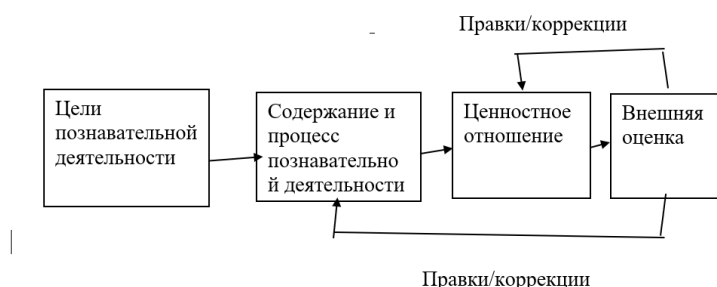 Правки/коррекции
Цели
познавательной
деятельности
Содержание и
процесс
познавательно
й деятельности
Ценностное
отношение
Внешняя
оценка
Правки/коррекции